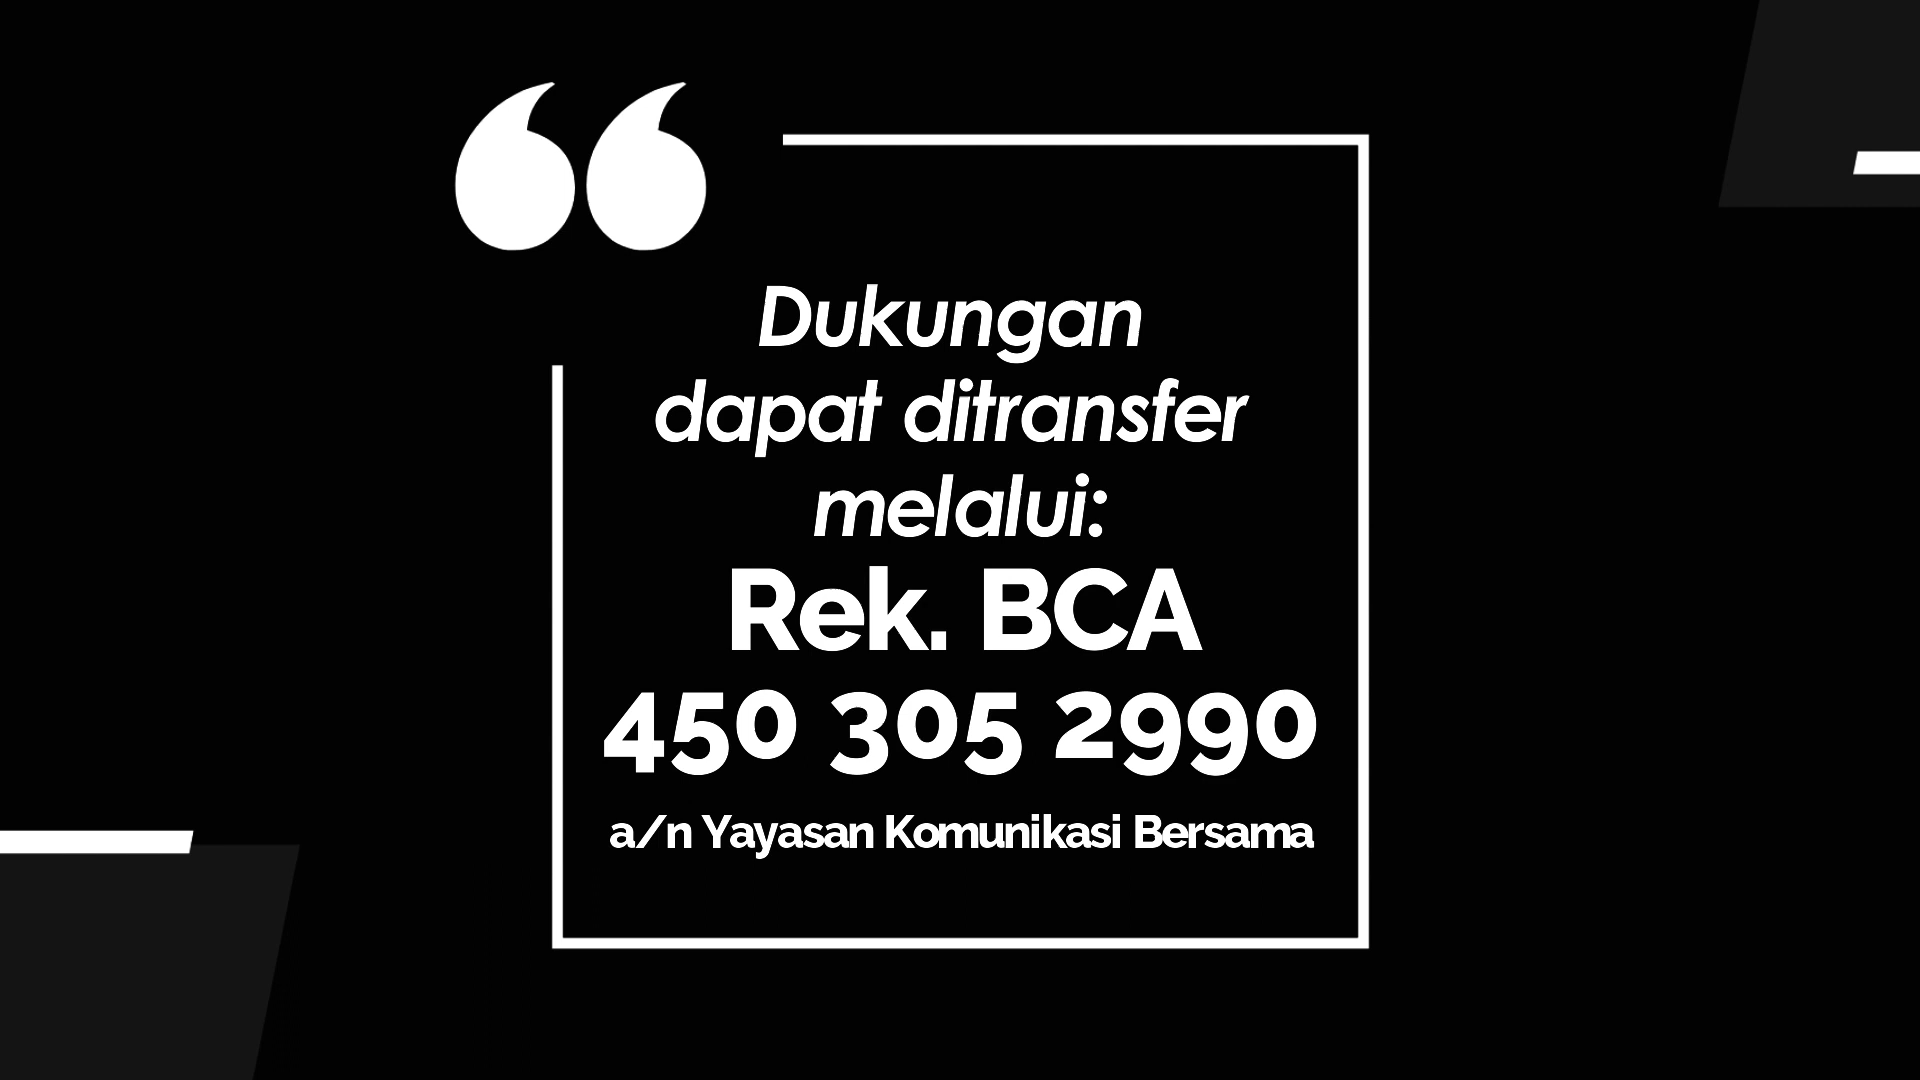 Dukungan
dapat ditransfer
melalui:
Rek. BCA
450 305 2990
a/n Yayasan Komunikasi Bersama